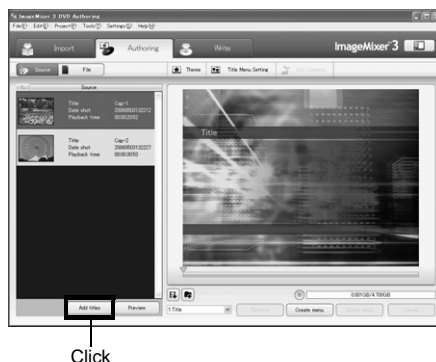 ImageMixer 3 DVD Authoring
File(F) Edit(E) Project(P) Tools(T) Settings(S) Help(H)
Import Authoring Write ImageMixer 3
Source File Theme Title Menu Setting
Source
Title Cap-1
Date shot
Playback time
Title Cap-2
Date shot
Playback time
Title
Add titles Preview
1 Title Create menu
Click